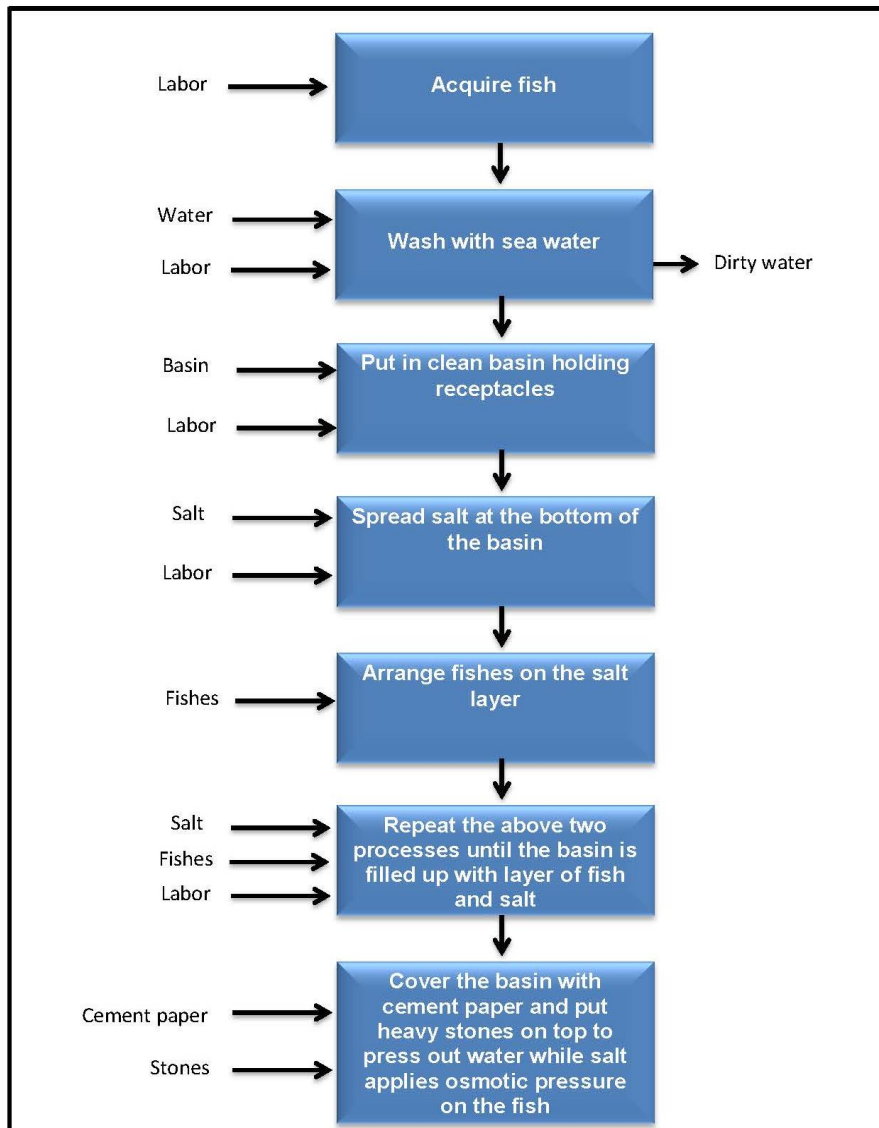 Labor
Acquire fish
Water
Labor
Wash with sea water
Dirty water
Basin
Labor
Put in clean basin holding
receptacles
Salt
Labor
Spread salt at the bottom of
the basin
Fishes
Arrange fishes on the salt
layer
Salt
Fishes
Labor
Repeat the above two
processes until the basin is
filled up with layer of fish
and salt
Cement paper
Stones
Cover the basin with
cement paper and put
heavy stones on top to
press out water while salt
applies osmotic pressure
on the fish